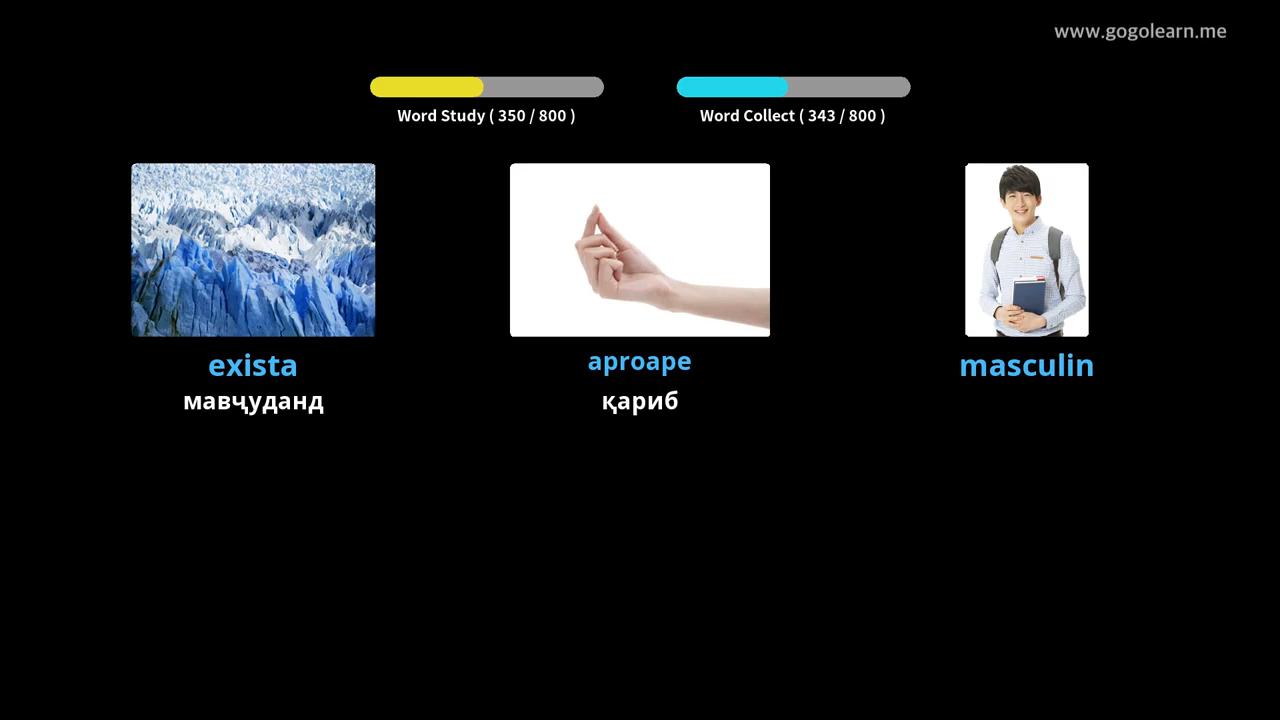 www.gogolearn.me
Word Study ( 350 / 800 )
Word Collect ( 343 / 800 )
exista
мавҷуданд
aproape
қариб
masculin